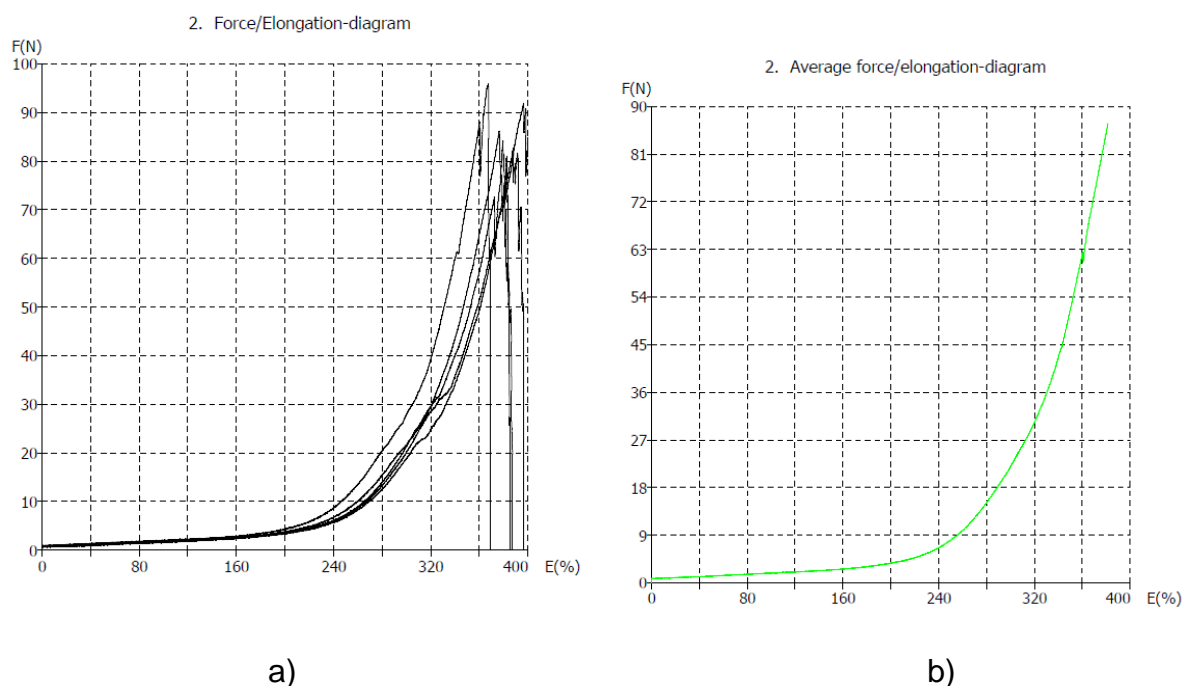 2. Force/Elongation-diagram
F(N)
100
90
80
70
60
50
40
30
20
10
0
0 80 160 240 320 400 E(%)
a)
2. Average force/elongation-diagram
F(N)
90
81
72
63
54
45
36
27
18
9
0
0 80 160 240 320 400 E(%)
b)